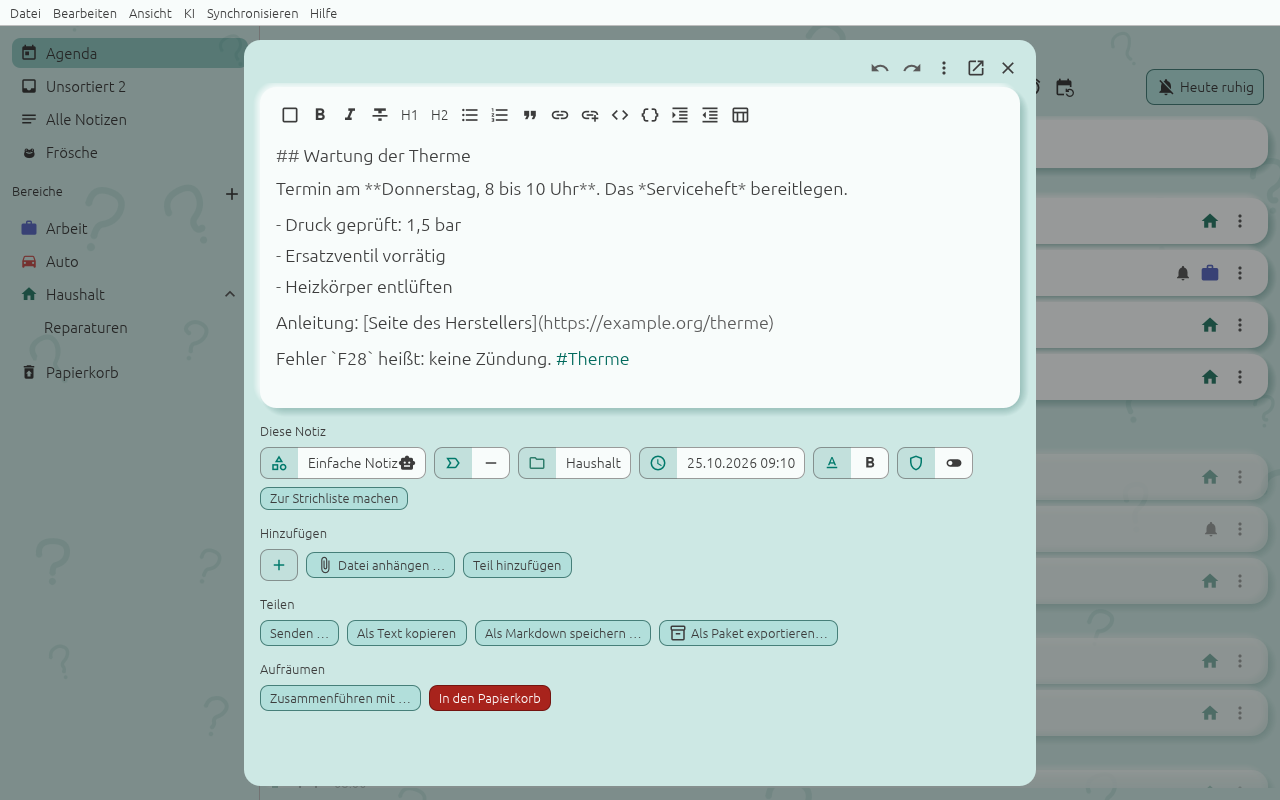 Datei Bearbeiten Ansicht KI Synchronisieren Hilfe
Agenda
Unsortiert 2
Alle Notizen
Frösche
Bereiche
Arbeit
Auto
Haushalt
Reparaturen
Papierkorb
Heute ruhig
B I H1 H2
## Wartung der Therme
Termin am **Donnerstag, 8 bis 10 Uhr**. Das *Serviceheft* bereitlegen.
- Druck geprüft: 1,5 bar
- Ersatzventil vorrätig
- Heizkörper entlüften
Anleitung: [Seite des Herstellers](https://example.org/therme)
Fehler `F28` heißt: keine Zündung. #Therme
Diese Notiz
Einfache Notiz Haushalt 25.10.2026 09:10 A B
Zur Strichliste machen
Hinzufügen
Datei anhängen … Teil hinzufügen
Teilen
Senden … Als Text kopieren Als Markdown speichern … Als Paket exportieren…
Aufräumen
Zusammenführen mit … In den Papierkorb